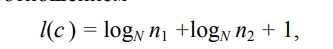 l(c) = log_N n_1 + log_N n_2 + 1,